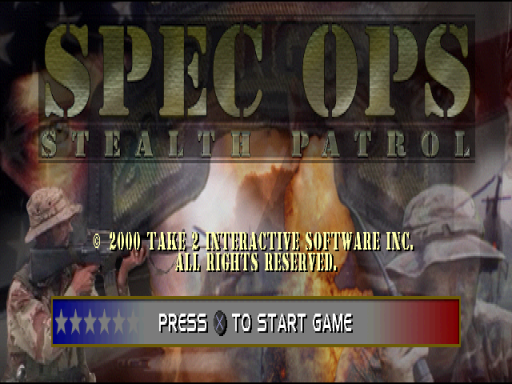 SPEC OPS
STEALTH PATROL
© 2000 TAKE 2 INTERACTIVE SOFTWARE INC.
ALL RIGHTS RESERVED.
PRESS X TO START GAME